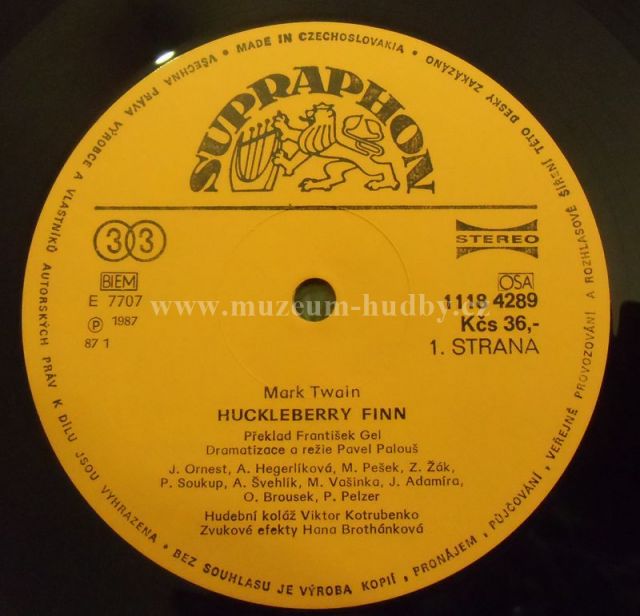 • MADE IN CZECHOSLOVAKIA •
VŠECHNA PRÁVA VÝROBCE A VLASTNÍKŮ AUTORSKÝCH PRÁV K DÍLU JSOU VYHRAZENA • BEZ SOUHLASU JE VÝROBA KOPIÍ, PRONÁJEM, PŮJČOVÁNÍ, VEŘEJNÉ PROVOZOVÁNÍ A ROZHLASOVÉ ŠÍŘENÍ TÉTO DESKY ZAKÁZÁNO
SUPRAPHON
33
STEREO
BIEM
OSA
E 7707
1118 4289
www.muzeum-hudby.cz
Ⓟ 1987
Kčs 36,-
87 1
1. STRANA
Mark Twain
HUCKLEBERRY FINN
Překlad František Gel
Dramatizace a režie Pavel Palouš
J. Ornest, A. Hegerlíková, M. Pešek, Z. Žák,
P. Soukup, A. Švehlík, M. Vašinka, J. Adamíra,
O. Brousek, P. Pelzer
Hudební koláž Viktor Kotrubenko
Zvukové efekty Hana Brothánková